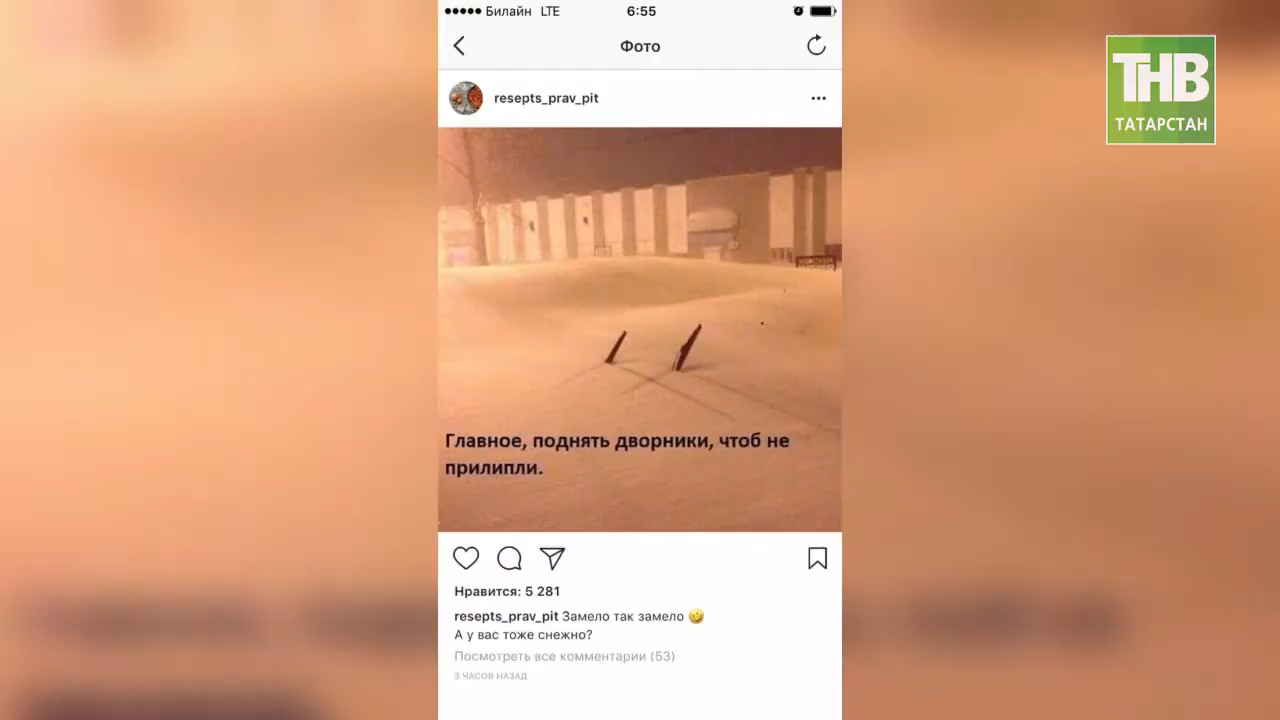 Билайн LTE 6:55
Фото
resepts_prav_pit
ТНВ
ТАТАРСТАН
Главное, поднять дворники, чтоб не
прилипли.
Нравится: 5 281
resepts_prav_pit Замело так замело 🤣
А у вас тоже снежно?
Посмотреть все комментарии (53)
3 ЧАСОВ НАЗАД